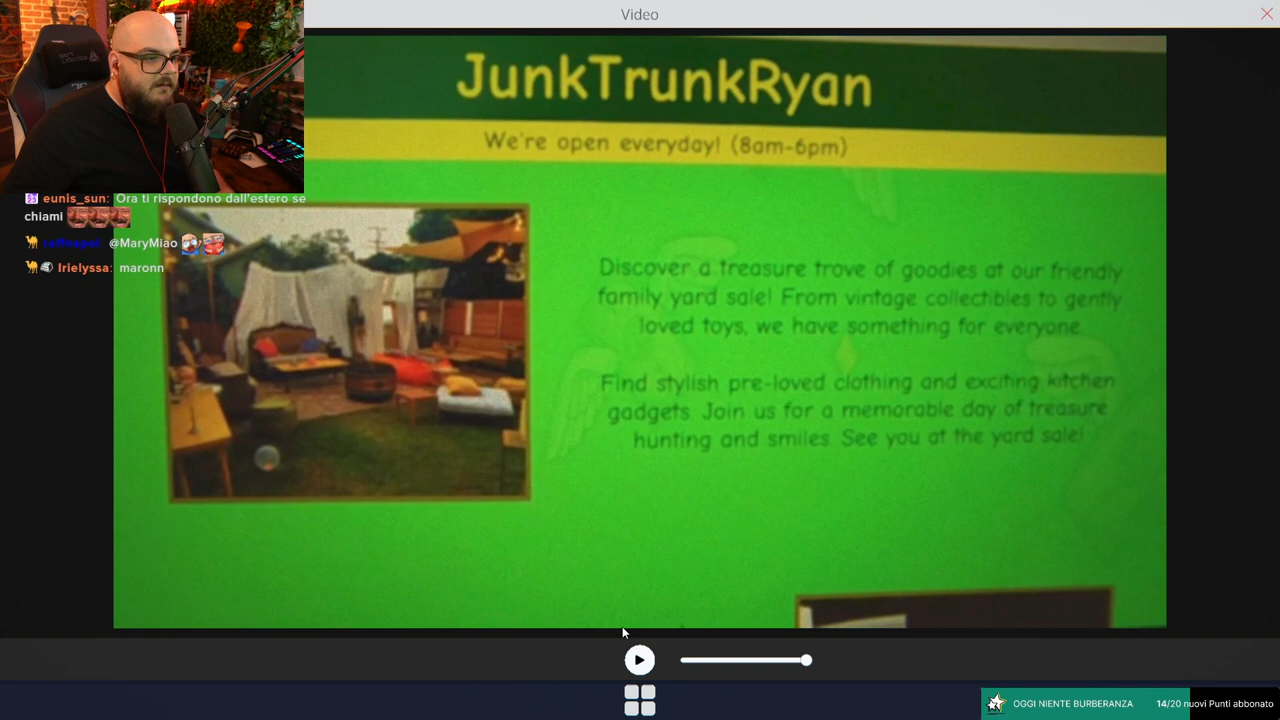 Video
JunkTrunkRyan
We're open everyday! (8am-6pm)
eunis_sun: Ora ti rispondono dall'estero se
chiami
@MaryMiao
Irielyssa: maronn
Discover a treasure trove of goodies at our friendly
family yard sale! From vintage collectibles to gently
loved toys, we have something for everyone.
Find stylish pre-loved clothing and exciting kitchen
gadgets. Join us for a memorable day of treasure
hunting and smiles. See you at the yard sale!
OGGI NIENTE BURBERANZA 14/20 nuovi Punti abbonato